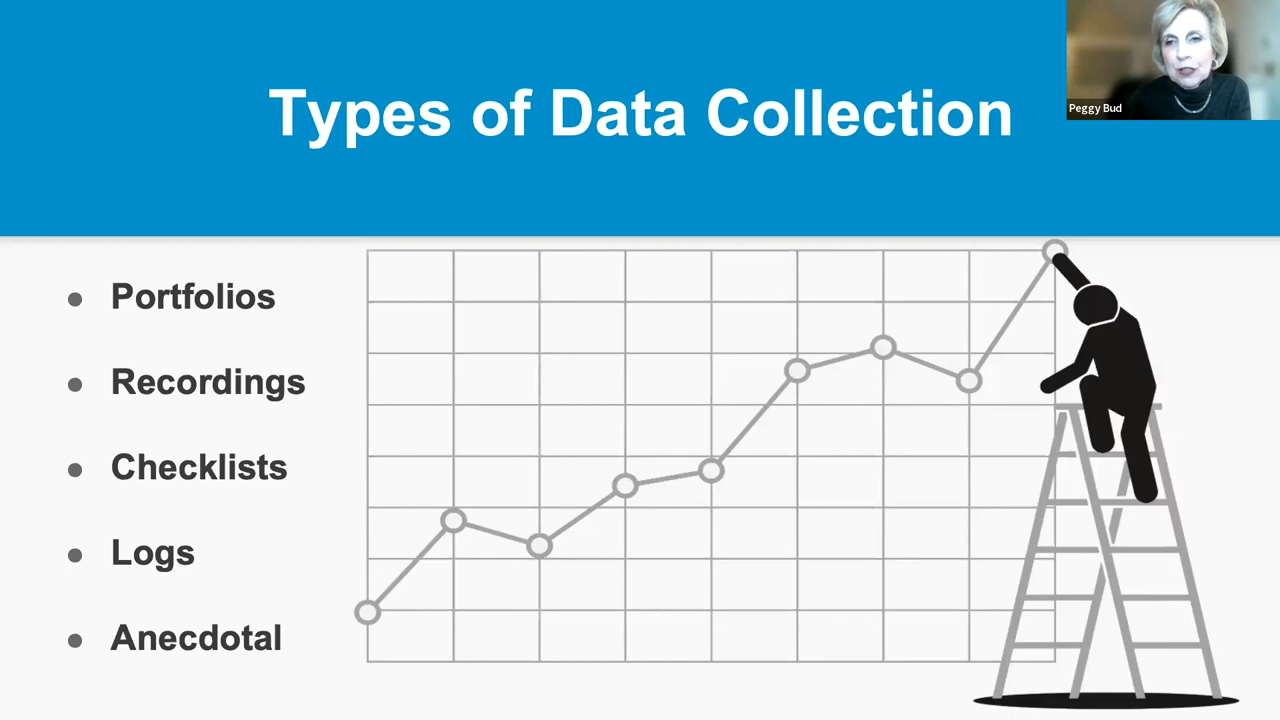 Types of Data Collection
Peggy Bud
Portfolios
Recordings
Checklists
Logs
Anecdotal